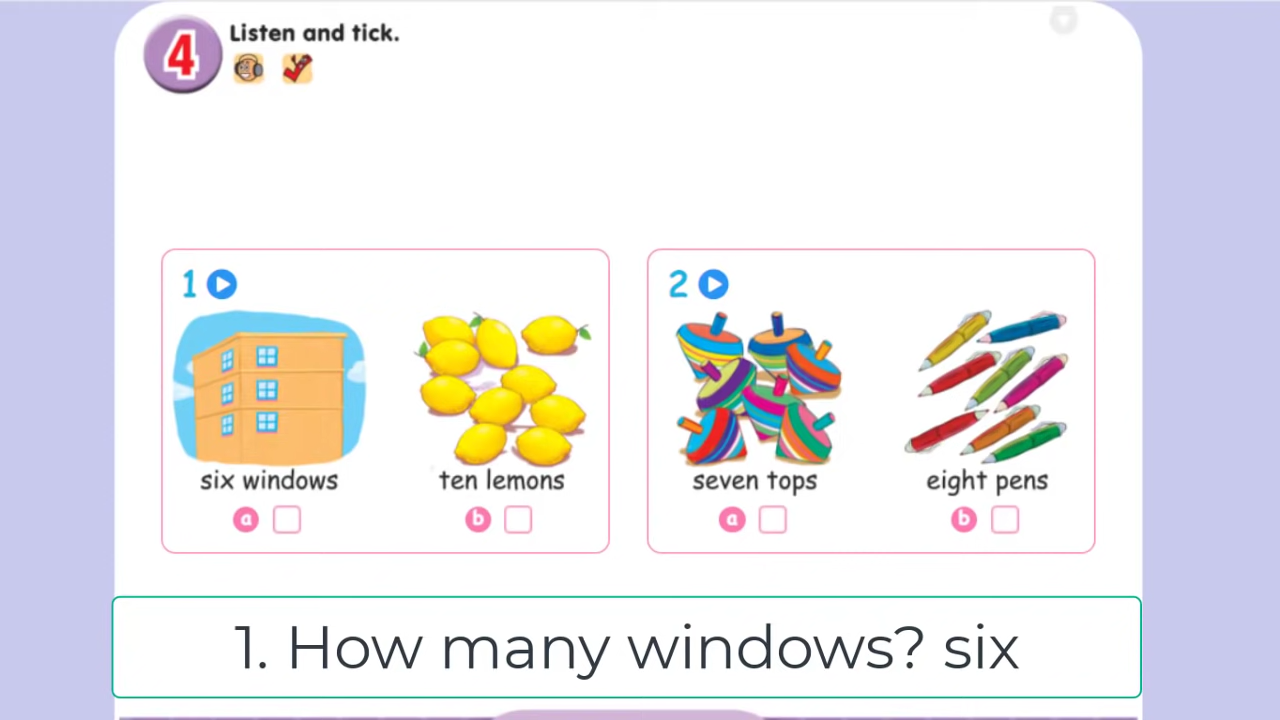 4 Listen and tick.
1
six windows
ten lemons
a
b
2
seven tops
eight pens
a
b
1. How many windows? six